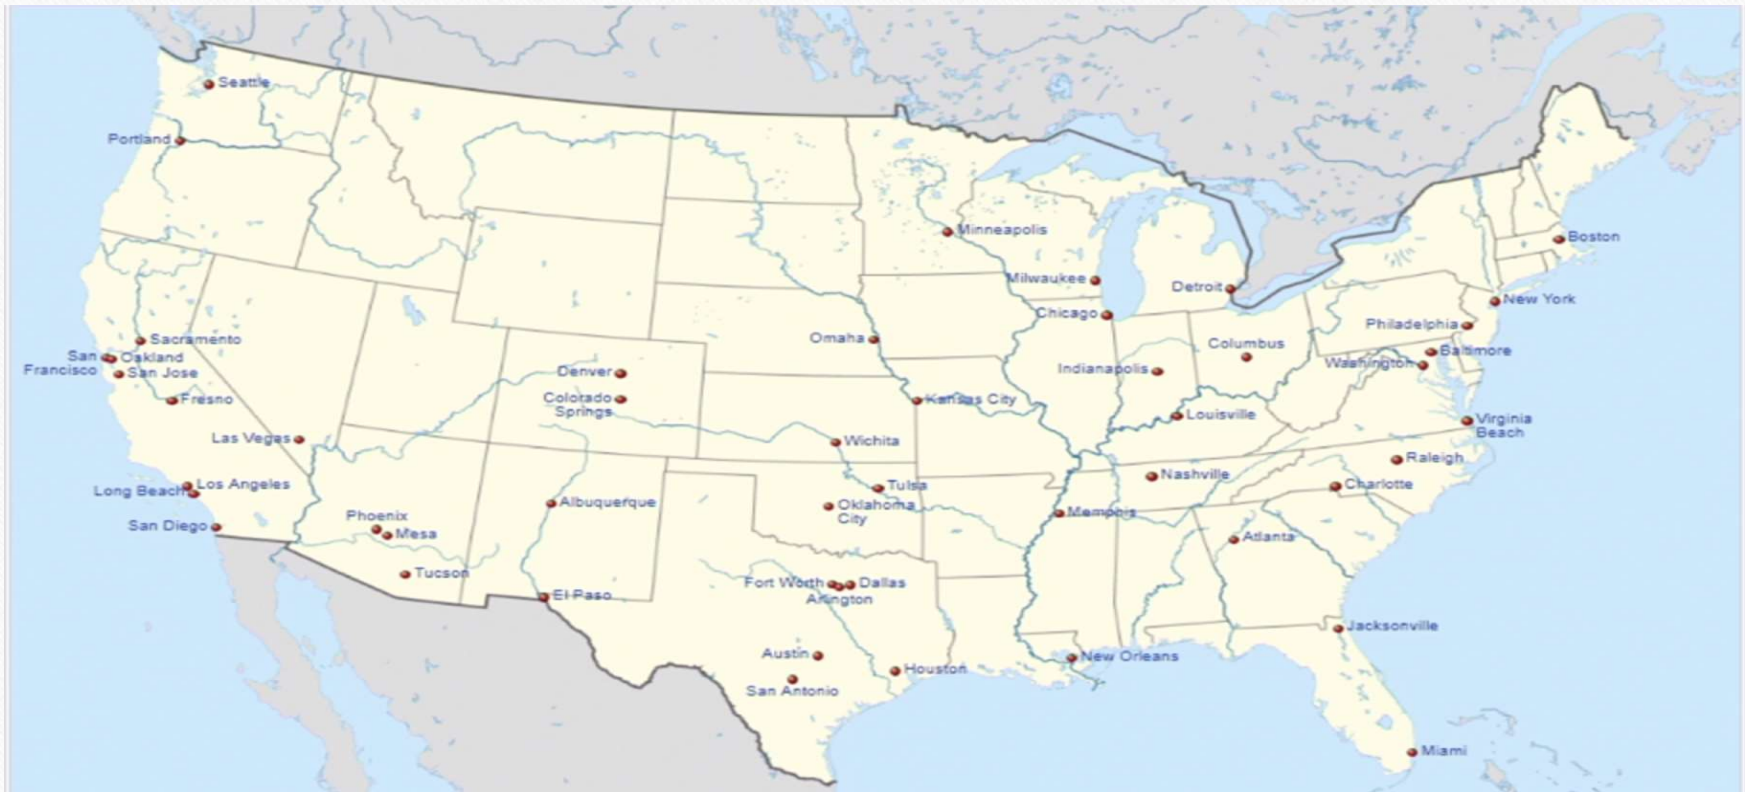 Seattle
Portland
Minneapolis
Boston
Milwaukee
Detroit
New York
Chicago
Philadelphia
Sacramento
Omaha
Columbus
Baltimore
San
Francisco
Oakland
Washington
San Jose
Denver
Indianapolis
Colorado
Springs
Fresno
Kansas City
Louisville
Virginia
Beach
Las Vegas
Wichita
Raleigh
Nashville
Los Angeles
Long Beach
Tulsa
Charlotte
Albuquerque
Oklahoma
City
Memphis
Phoenix
San Diego
Mesa
Atlanta
Tucson
Fort Worth
Dallas
Arlington
El Paso
Jacksonville
Austin
New Orleans
Houston
San Antonio
Miami